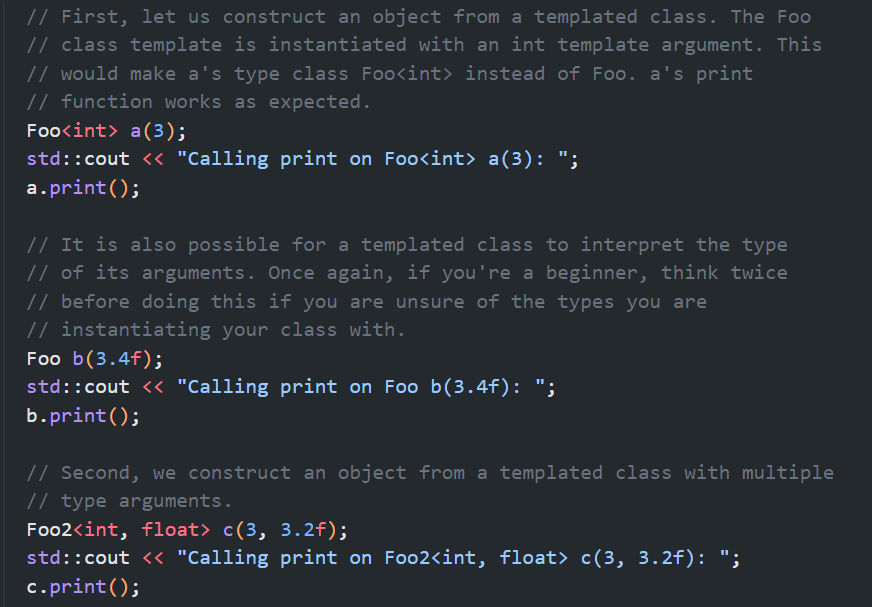 // First, let us construct an object from a templated class. The Foo
// class template is instantiated with an int template argument. This
// would make a's type class Foo<int> instead of Foo. a's print
// function works as expected.
Foo<int> a(3);
std::cout << "Calling print on Foo<int> a(3): ";
a.print();
// It is also possible for a templated class to interpret the type
// of its arguments. Once again, if you're a beginner, think twice
// before doing this if you are unsure of the types you are
// instantiating your class with.
Foo b(3.4f);
std::cout << "Calling print on Foo b(3.4f): ";
b.print();
// Second, we construct an object from a templated class with multiple
// type arguments.
Foo2<int, float> c(3, 3.2f);
std::cout << "Calling print on Foo2<int, float> c(3, 3.2f): ";
c.print();